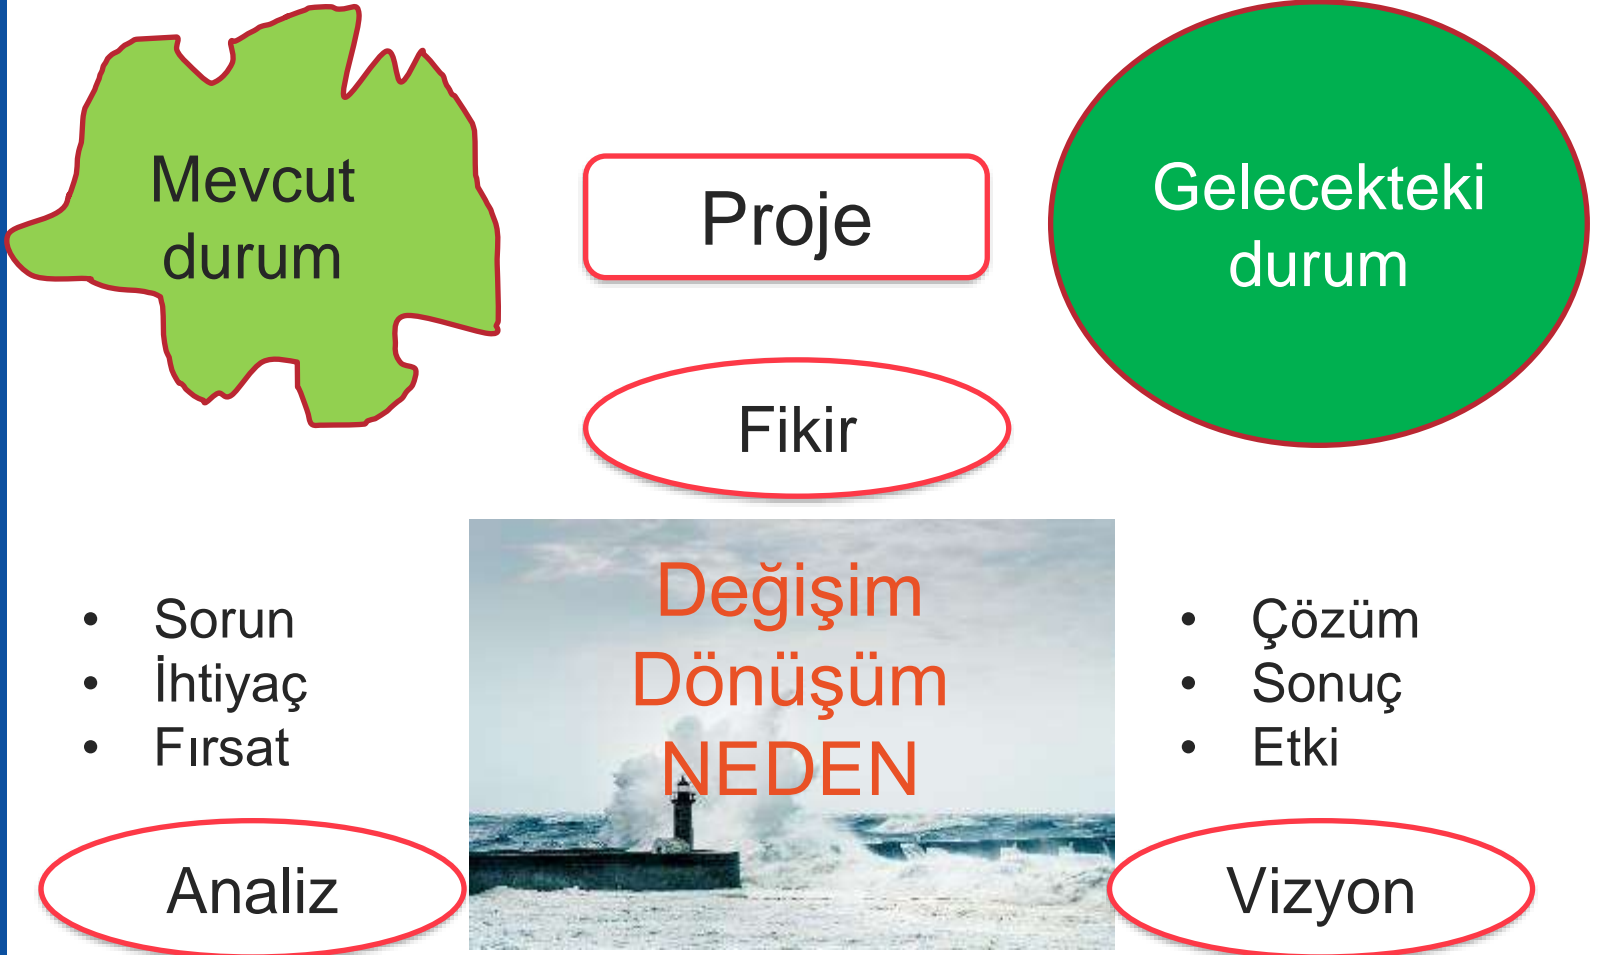 Mevcut
durum
Proje
Gelecekteki
durum
Fikir
• Sorun
• İhtiyaç
• Fırsat
Değişim
Dönüşüm
NEDEN
• Çözüm
• Sonuç
• Etki
Analiz
Vizyon